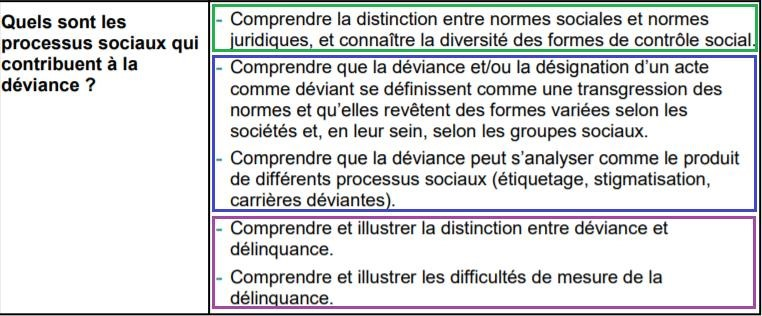 Quels sont les
processus sociaux qui
contribuent à la
déviance ?
- Comprendre la distinction entre normes sociales et normes
juridiques, et connaître la diversité des formes de contrôle social.
- Comprendre que la déviance et/ou la désignation d’un acte
comme déviant se définissent comme une transgression des
normes et qu’elles revêtent des formes variées selon les
sociétés et, en leur sein, selon les groupes sociaux.
- Comprendre que la déviance peut s’analyser comme le produit
de différents processus sociaux (étiquetage, stigmatisation,
carrières déviantes).
- Comprendre et illustrer la distinction entre déviance et
délinquance.
- Comprendre et illustrer les difficultés de mesure de la
délinquance.